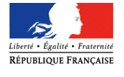 Liberté • Égalité • Fraternité
RÉPUBLIQUE FRANÇAISE